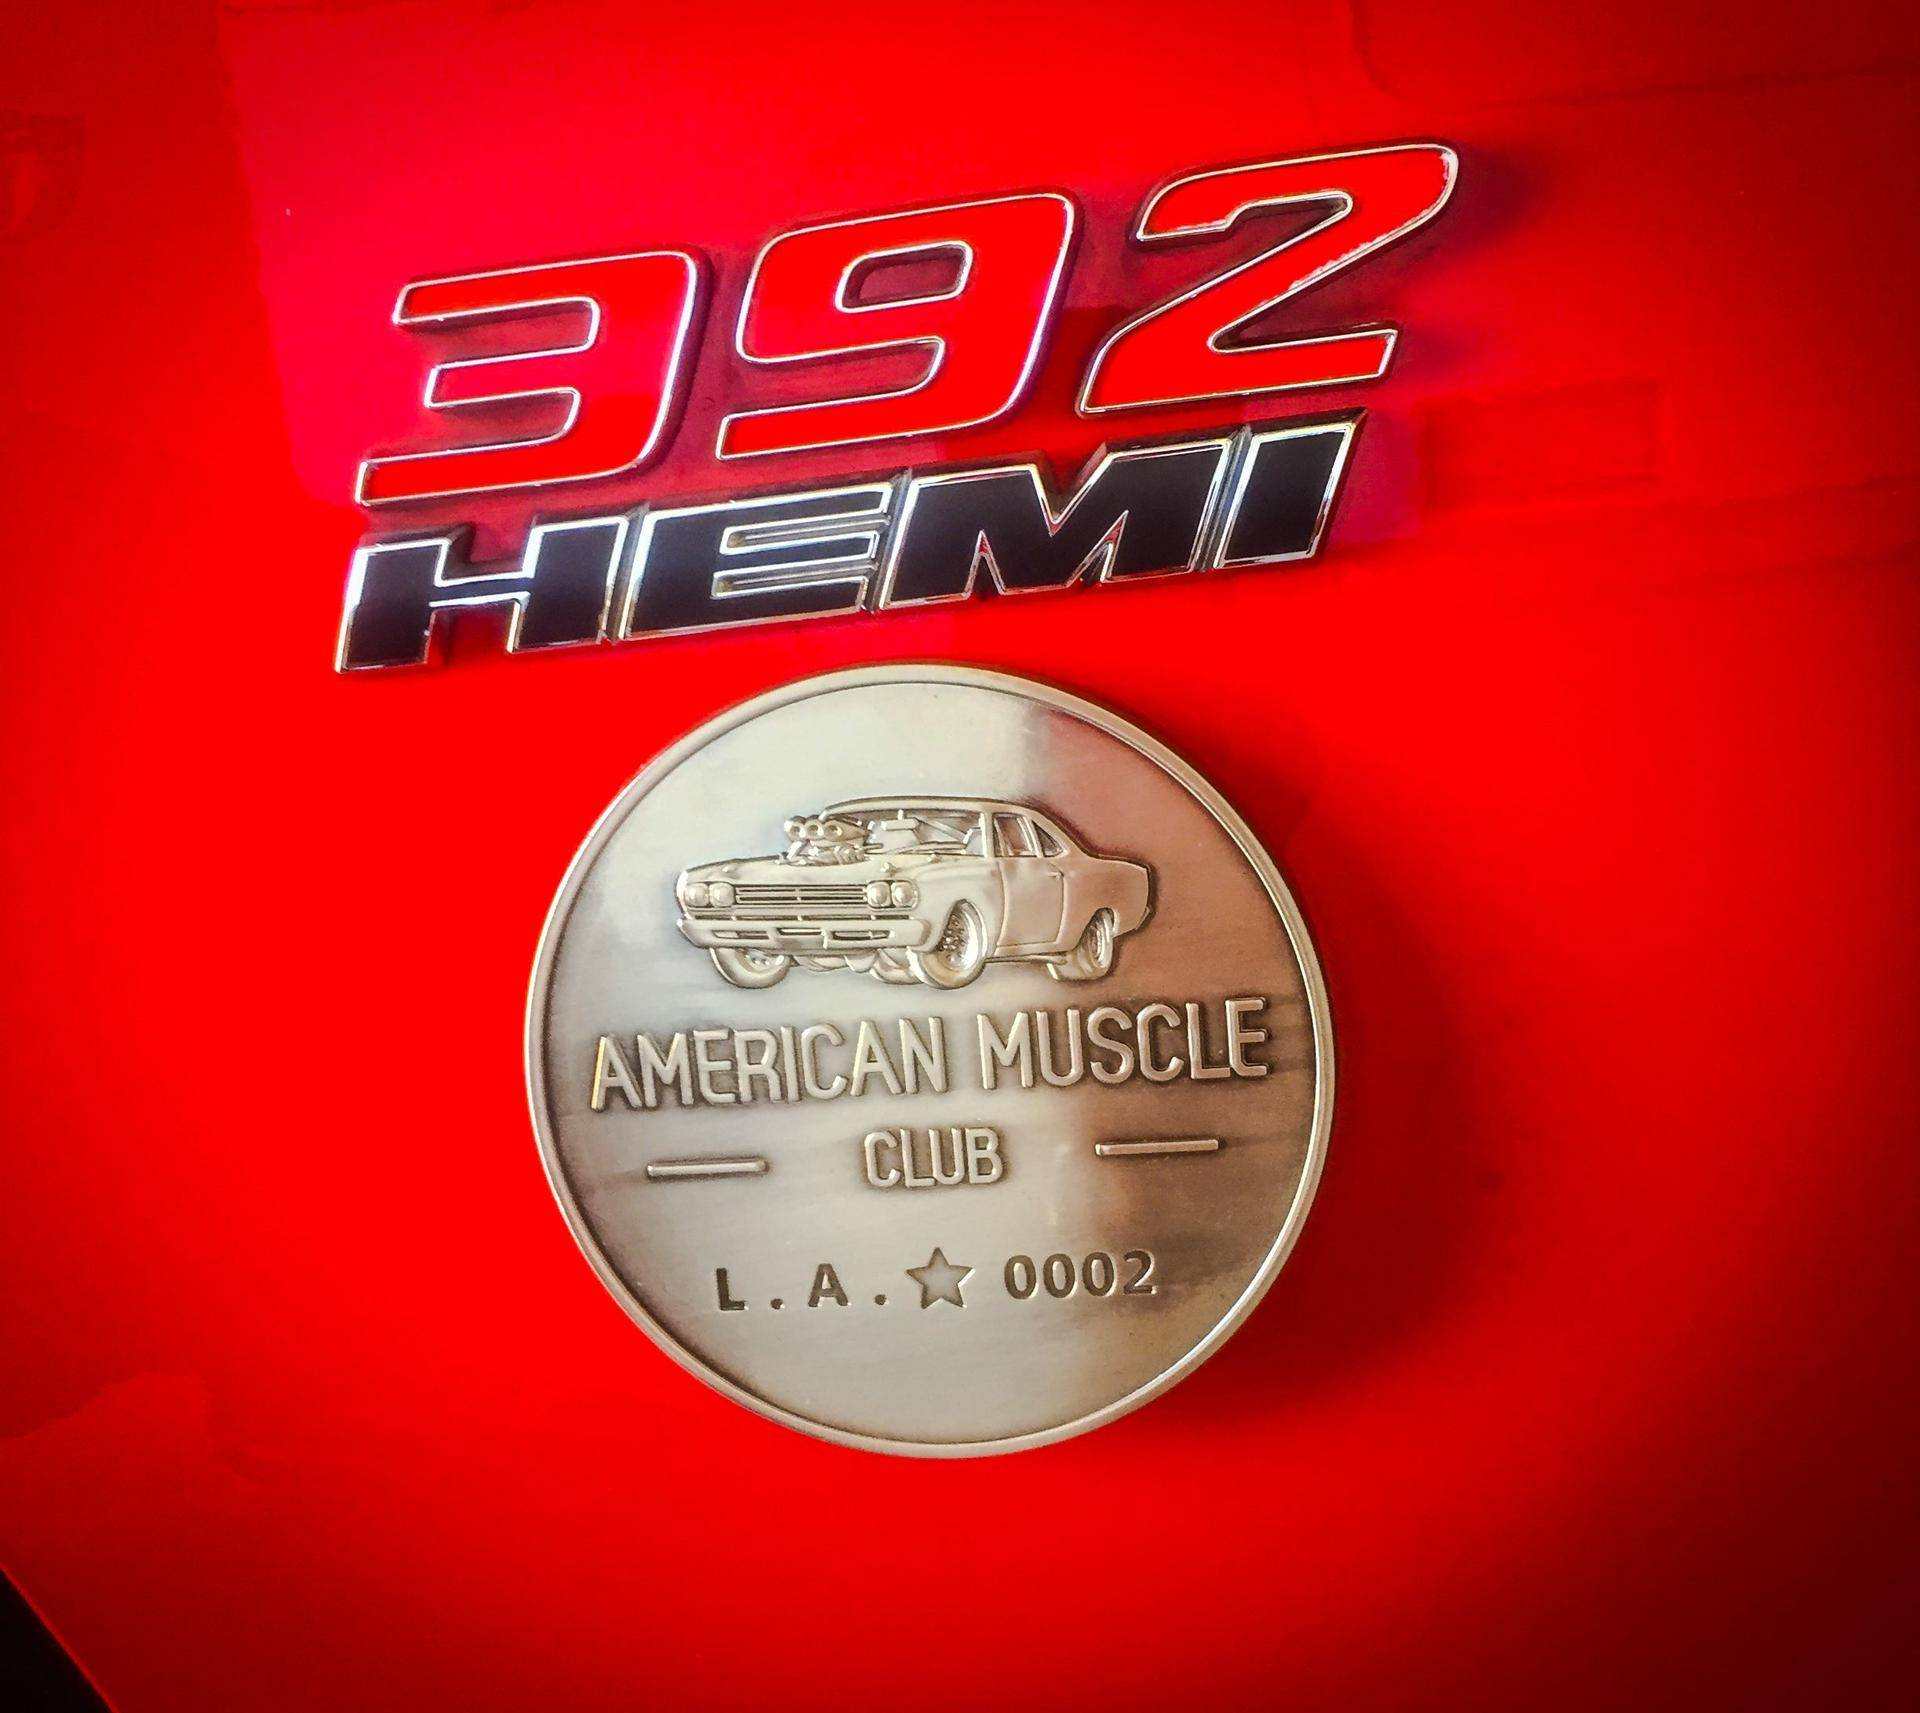 392
HEMI
AMERICAN MUSCLE
CLUB
L.A. ☆ 0002